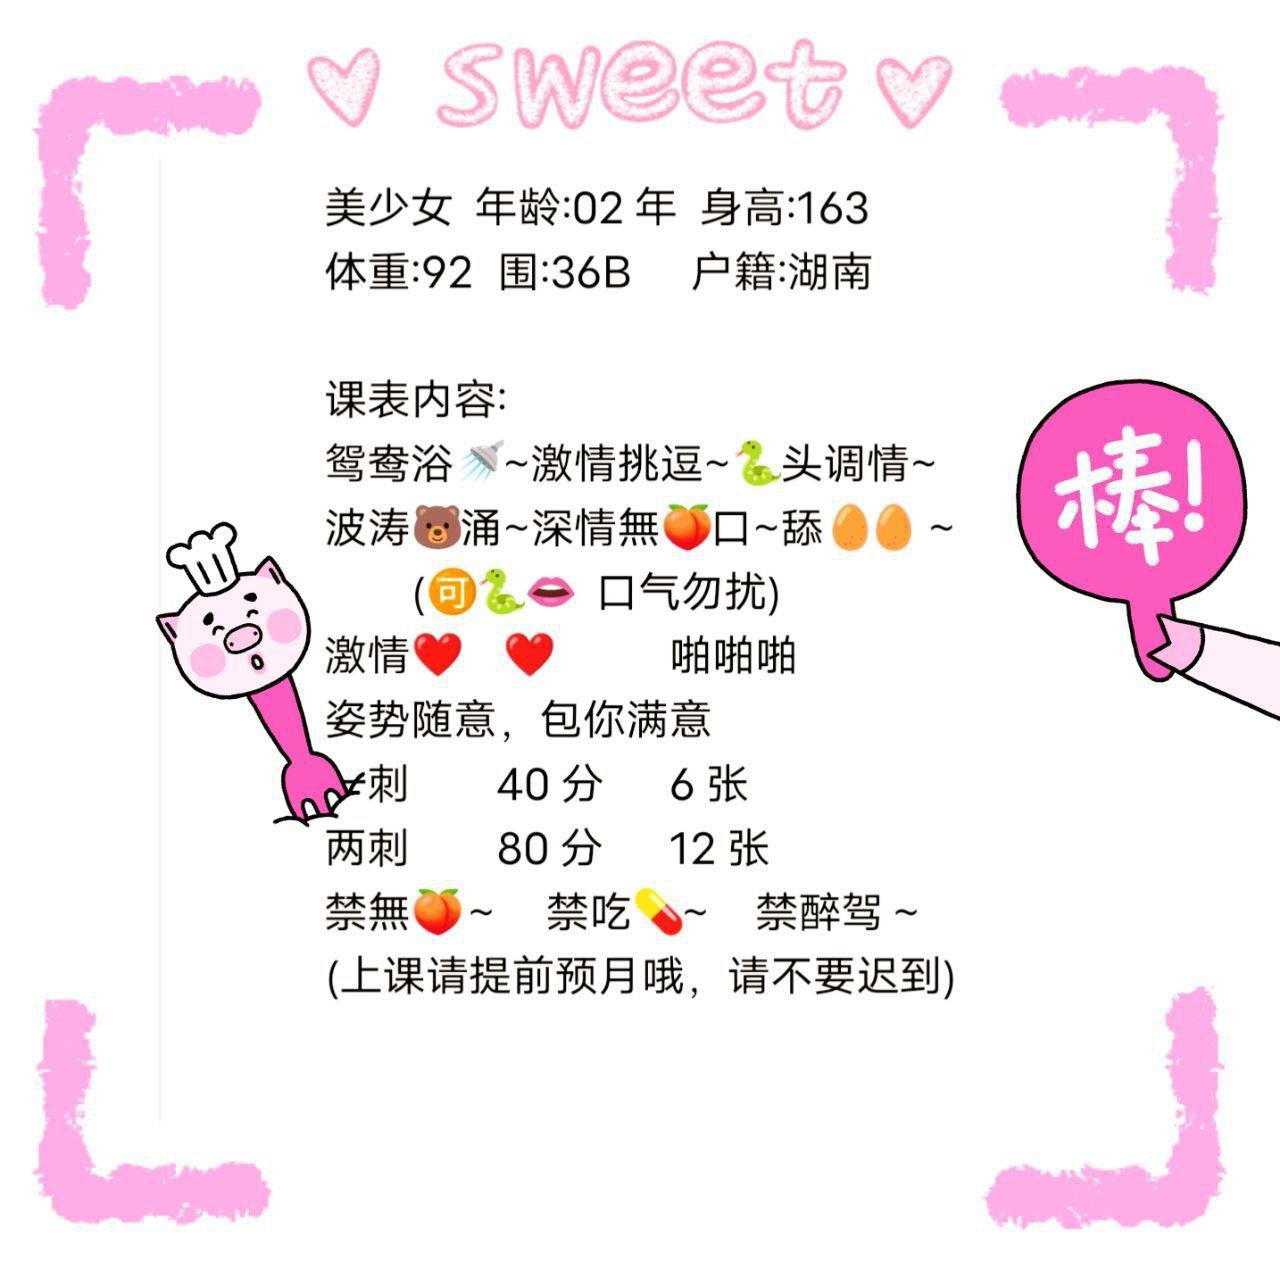 sweet
美少女 年龄:02 年 身高:163
体重:92 围:36B 户籍:湖南
课表内容:
鸳鸯浴🚿~激情挑逗~🐍头调情~
波涛🐻涌~深情無🍑口~舔🥚🥚 ~
(🉑🐍👄 口气勿扰)
激情❤️ ❤️ 啪啪啪
姿势随意，包你满意
一刺 40 分 6 张
两刺 80 分 12 张
禁無🍑~ 禁吃💊~ 禁醉驾 ~
(上课请提前预月哦，请不要迟到)
棒!